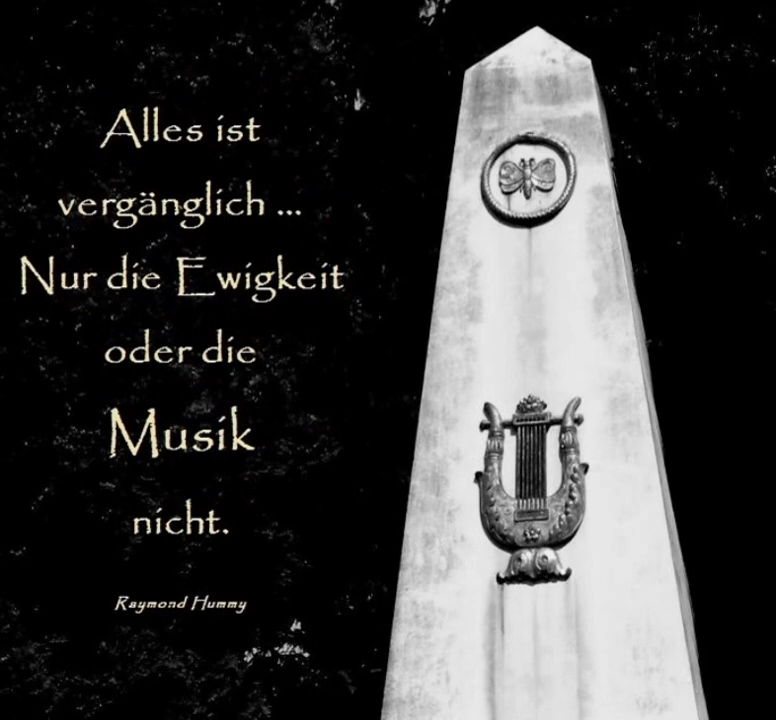 Alles ist
vergänglich ...
Nur die Ewigkeit
oder die
Musik
nicht.
Raymond Hummy